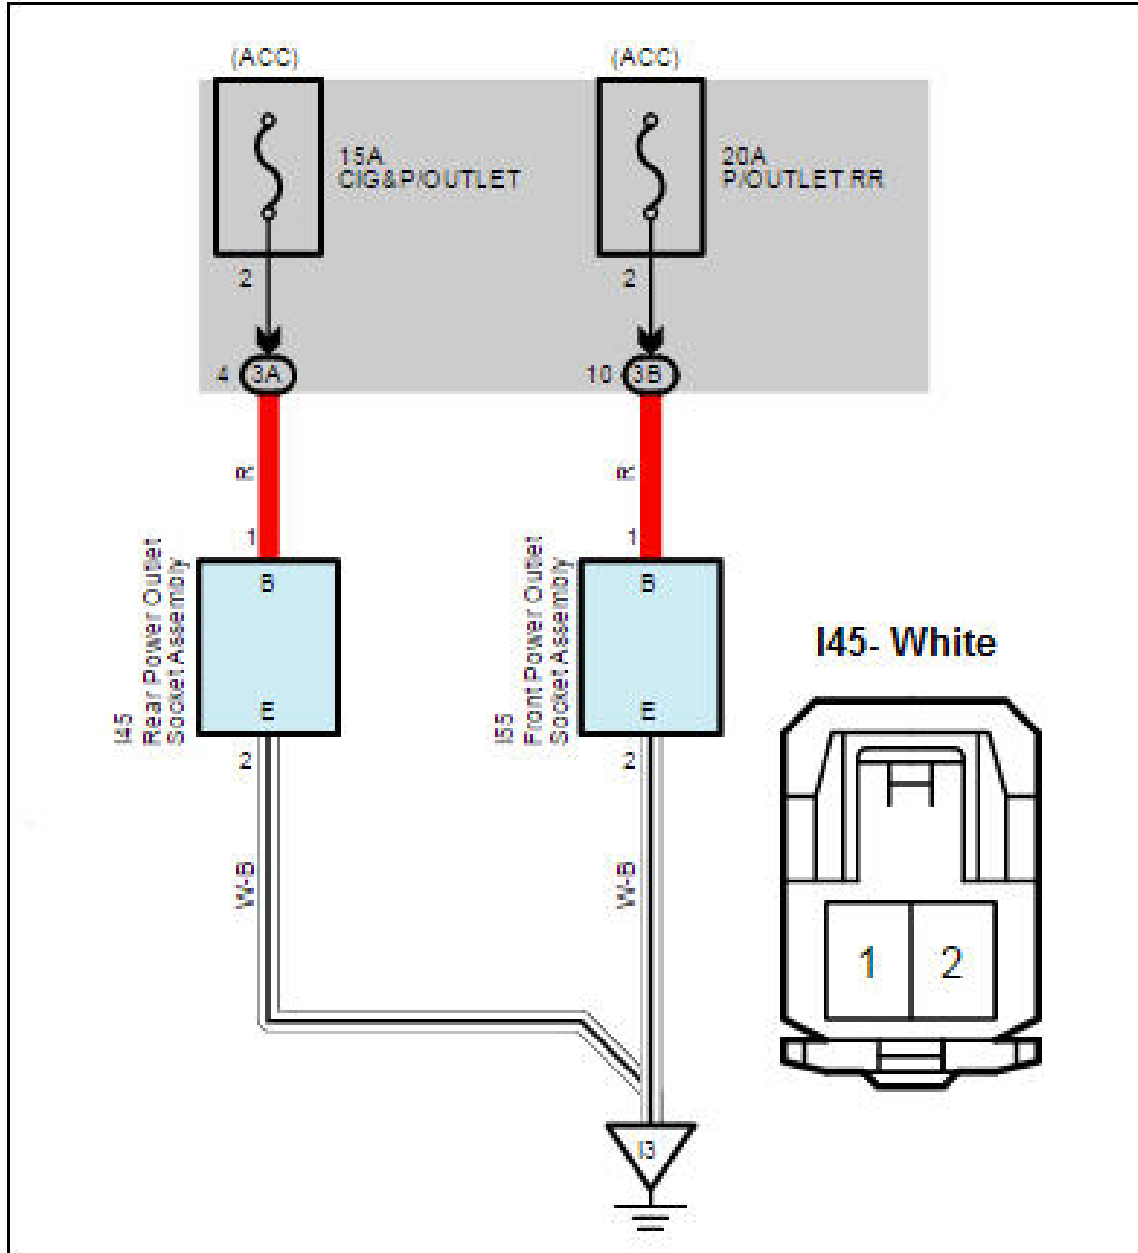 (ACC)
(ACC)
15A
CIG&P/OUTLET
20A
P/OUTLET RR
2
2
4
3A
10
3B
R
R
1
1
I45
Rear Power Outlet
Socket Assembly
B
E
I55
Front Power Outlet
Socket Assembly
B
E
2
2
W-B
W-B
I45- White
1
2
I3